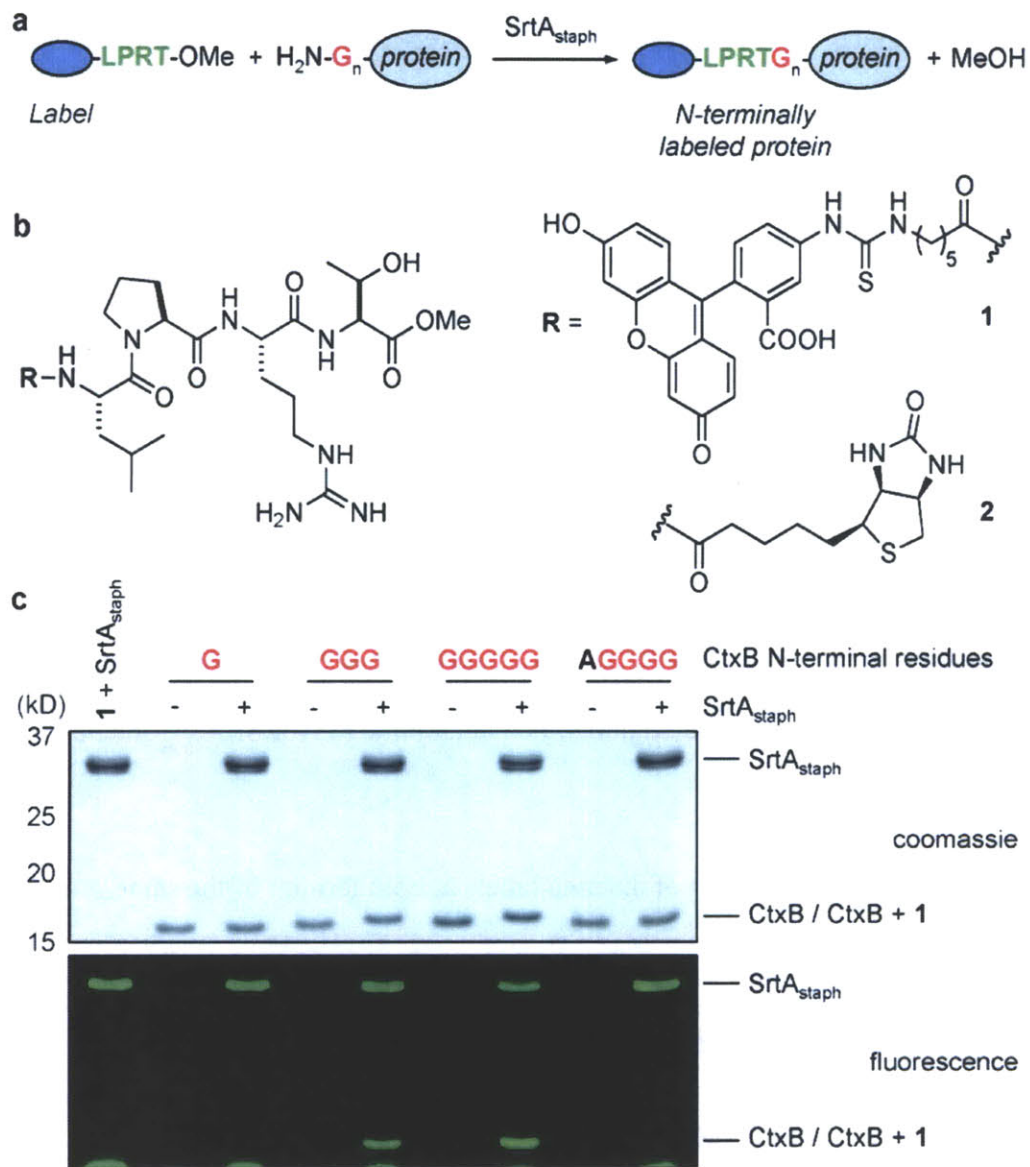 a
SrtAstaph
-LPRT-OMe + H2N-Gn-protein
-LPRTGn-protein + MeOH
Label
N-terminally
labeled protein
b
OH
H
N
O
N
O
N
H
OMe
O
R-N
H
O
NH
H2N
NH
R =
HO
H
N
H
N
O
5
S
COOH
O
O
1
O
HN
NH
S
O
2
c
1 + SrtAstaph
G GGG GGGGG AGGGG CtxB N-terminal residues
(kD) - + - + - + - + SrtAstaph
37
SrtAstaph
25
coomassie
20
CtxB / CtxB + 1
15
SrtAstaph
fluorescence
CtxB / CtxB + 1